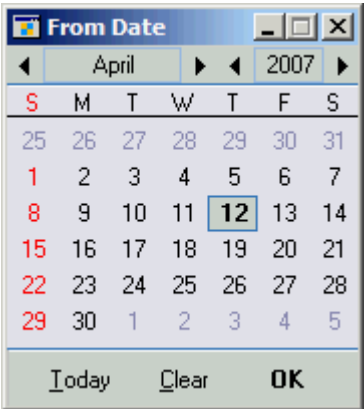 From Date
April 2007
S M T W T F S
25 26 27 28 29 30 31
1 2 3 4 5 6 7
8 9 10 11 12 13 14
15 16 17 18 19 20 21
22 23 24 25 26 27 28
29 30 1 2 3 4 5
Today Clear OK